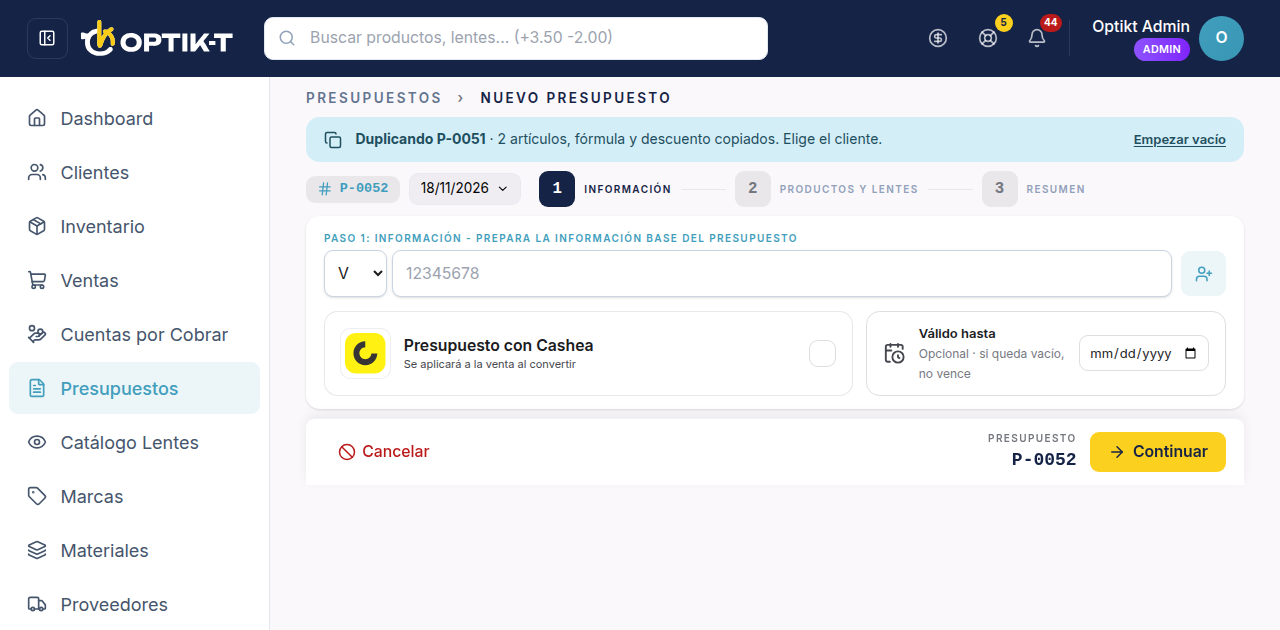 OPTIK-T
Buscar productos, lentes... (+3.50 -2.00)
5
44
Optikt Admin
ADMIN
O
Dashboard
Clientes
Inventario
Ventas
Cuentas por Cobrar
Presupuestos
Catálogo Lentes
Marcas
Materiales
Proveedores
PRESUPUESTOS › NUEVO PRESUPUESTO
Duplicando P-0051 · 2 artículos, fórmula y descuento copiados. Elige el cliente.
Empezar vacío
# P-0052
18/11/2026
1 INFORMACIÓN
2 PRODUCTOS Y LENTES
3 RESUMEN
PASO 1: INFORMACIÓN - PREPARA LA INFORMACIÓN BASE DEL PRESUPUESTO
V
12345678
Presupuesto con Cashea
Se aplicará a la venta al convertir
Válido hasta
Opcional · si queda vacío,
no vence
mm/dd/yyyy
Cancelar
PRESUPUESTO
P-0052
Continuar